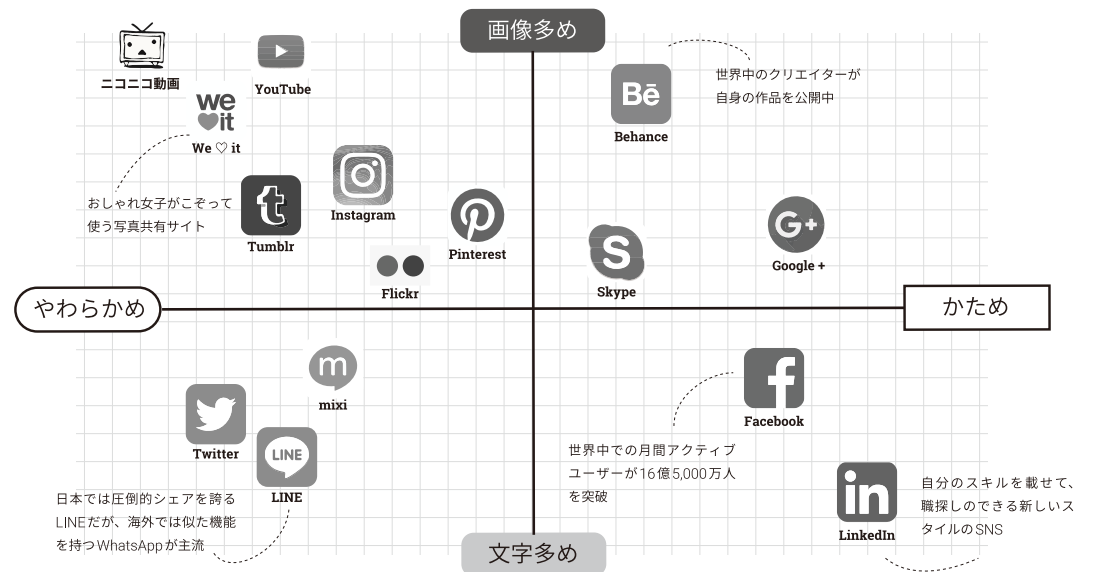 画像多め
ニコニコ動画
YouTube
we
it
We ♡ it
おしゃれ女子がこぞって
使う写真共有サイト
t
Tumblr
Instagram
Pinterest
Flickr
Bē
Behance
世界中のクリエイターが
自身の作品を公開中
S
Skype
G+
Google +
やわらかめ
かため
m
mixi
Twitter
LINE
LINE
日本では圧倒的シェアを誇る
LINEだが、海外では似た機能
を持つWhatsAppが主流
f
Facebook
世界中での月間アクティブ
ユーザーが16億5,000万人
を突破
in
LinkedIn
自分のスキルを載せて、
職探しのできる新しいス
タイルのSNS
文字多め